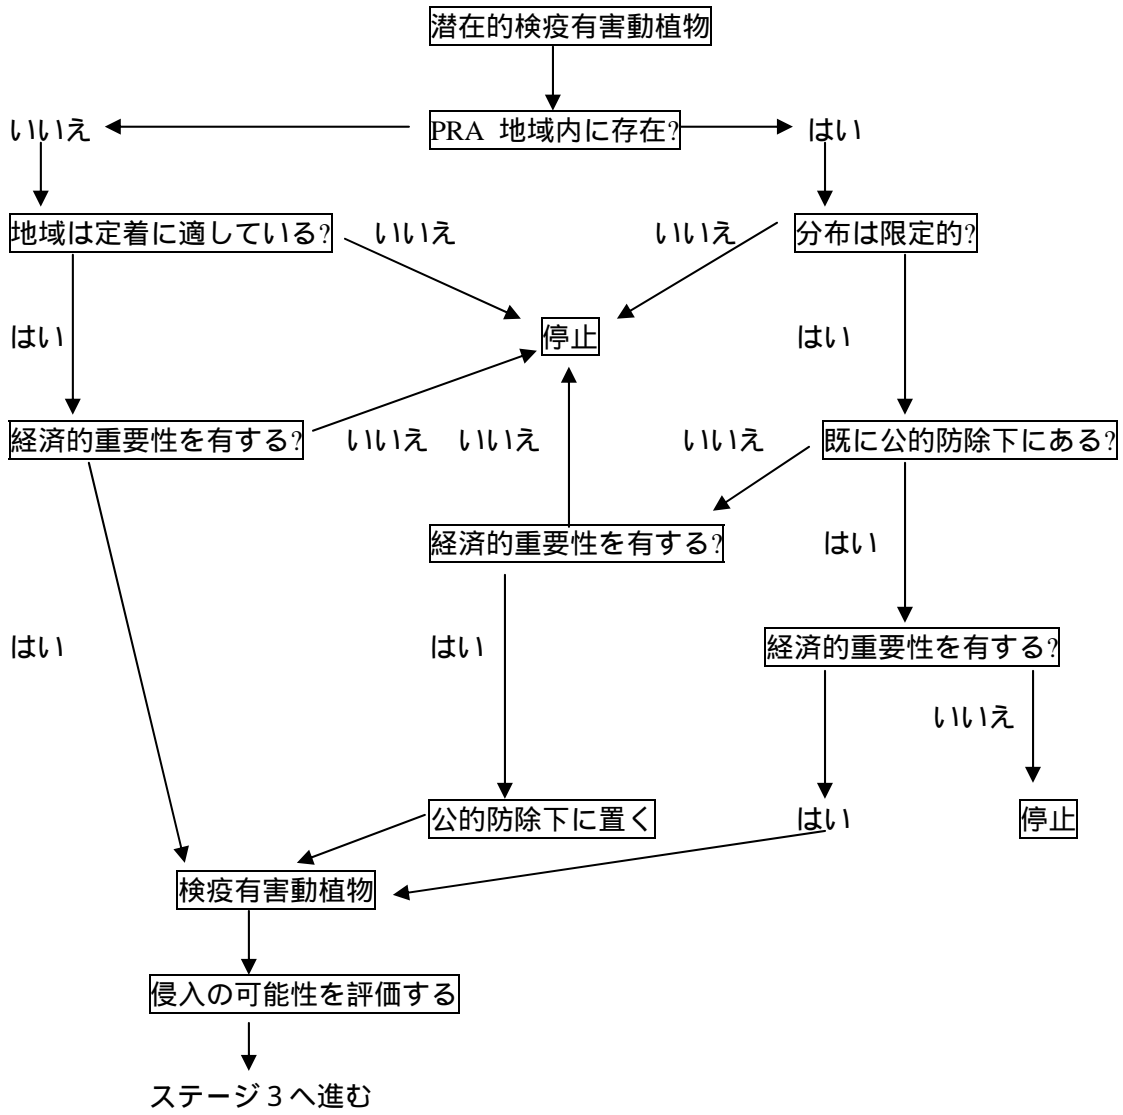 潜在的検疫有害動植物
いいえ
PRA 地域内に存在?
はい
地域は定着に適している?
いいえ
いいえ
分布は限定的?
はい
停止
はい
経済的重要性を有する?
いいえ
いいえ
いいえ
既に公的防除下にある?
経済的重要性を有する?
はい
はい
はい
経済的重要性を有する?
いいえ
公的防除下に置く
はい
停止
検疫有害動植物
侵入の可能性を評価する
ステージ3へ進む